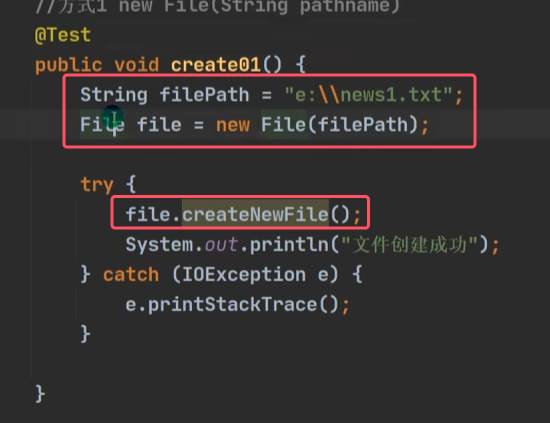 //方式1 new File(String pathname)
@Test
public void create01() {
String filePath = "e:\\news1.txt";
File file = new File(filePath);
try {
file.createNewFile();
System.out.println("文件创建成功");
} catch (IOException e) {
e.printStackTrace();
}
}